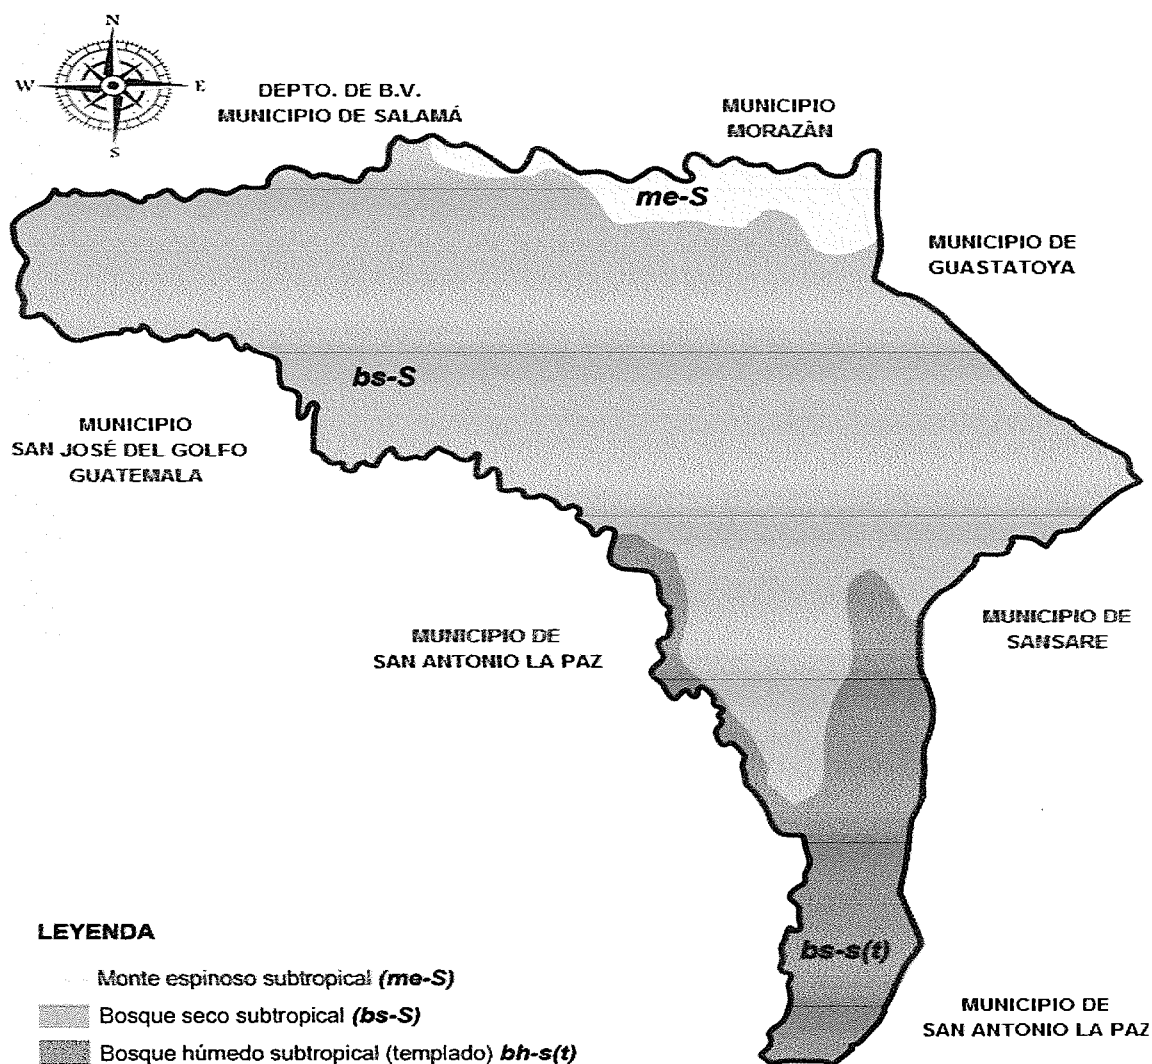 N
W E
S
DEPTO. DE B.V.
MUNICIPIO DE SALAMÁ
MUNICIPIO
MORAZÂN
me-S
MUNICIPIO DE
GUASTATOYA
bs-S
MUNICIPIO
SAN JOSÉ DEL GOLFO
GUATEMALA
MUNICIPIO DE
SAN ANTONIO LA PAZ
MUNICIPIO DE
SANSARE
bs-s(t)
LEYENDA
Monte espinoso subtropical (me-S)
Bosque seco subtropical (bs-S)
Bosque húmedo subtropical (templado) bh-s(t)
MUNICIPIO DE
SAN ANTONIO LA PAZ